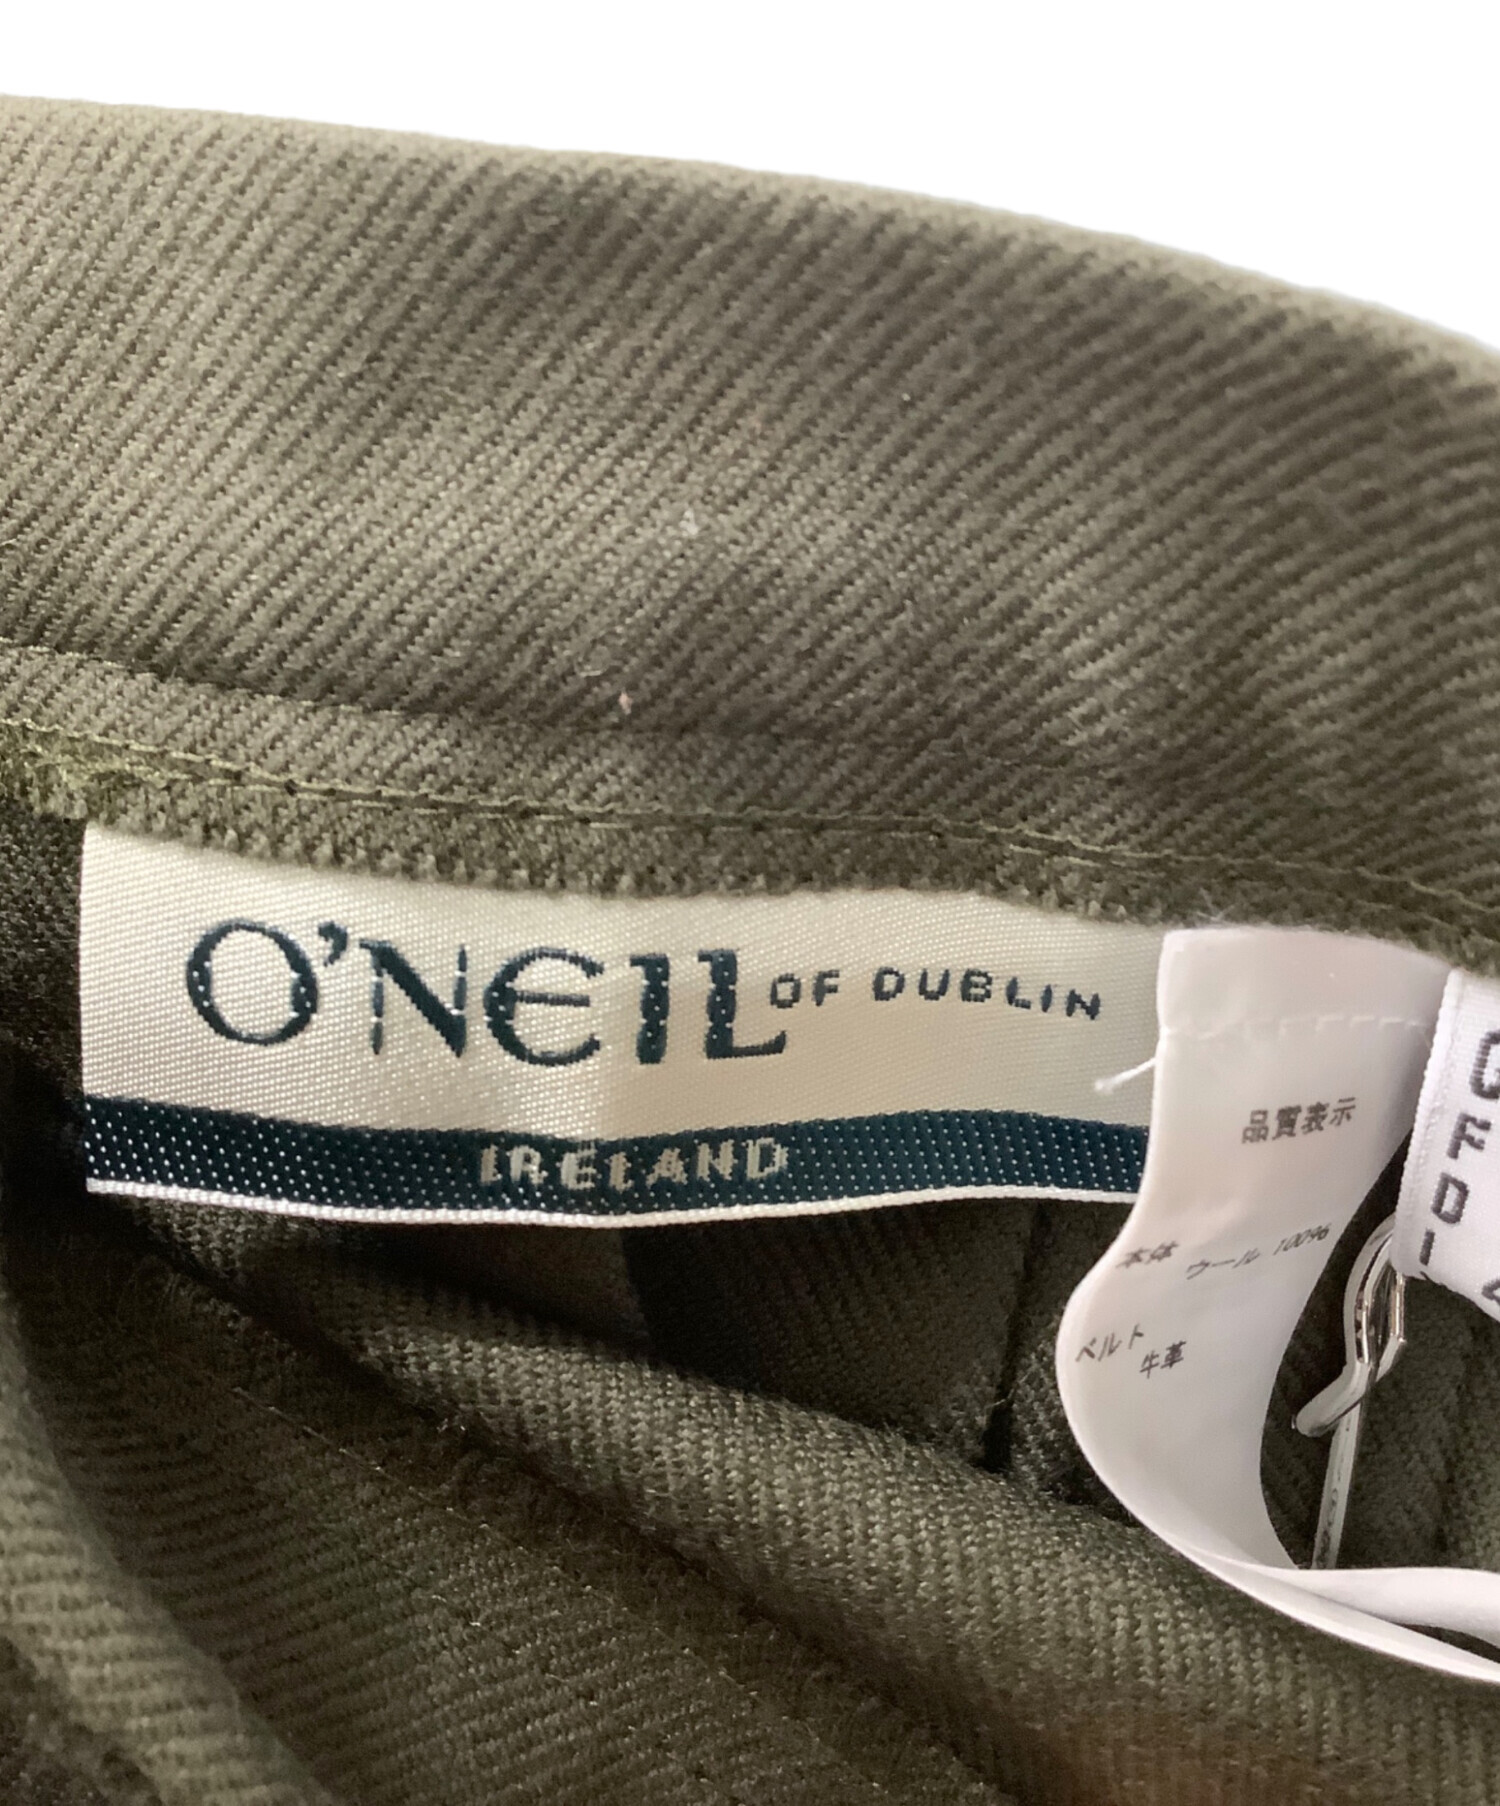 O'NEIL OF DUBLIN
IRELAND
品質表示
本体 ウール 100%
ベルト 牛革